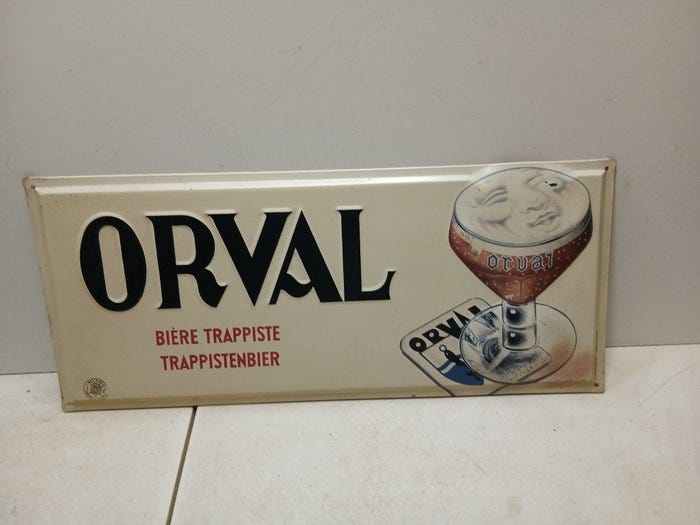 ORVAL
BIÈRE TRAPPISTE
TRAPPISTENBIER
orval
ORVAL